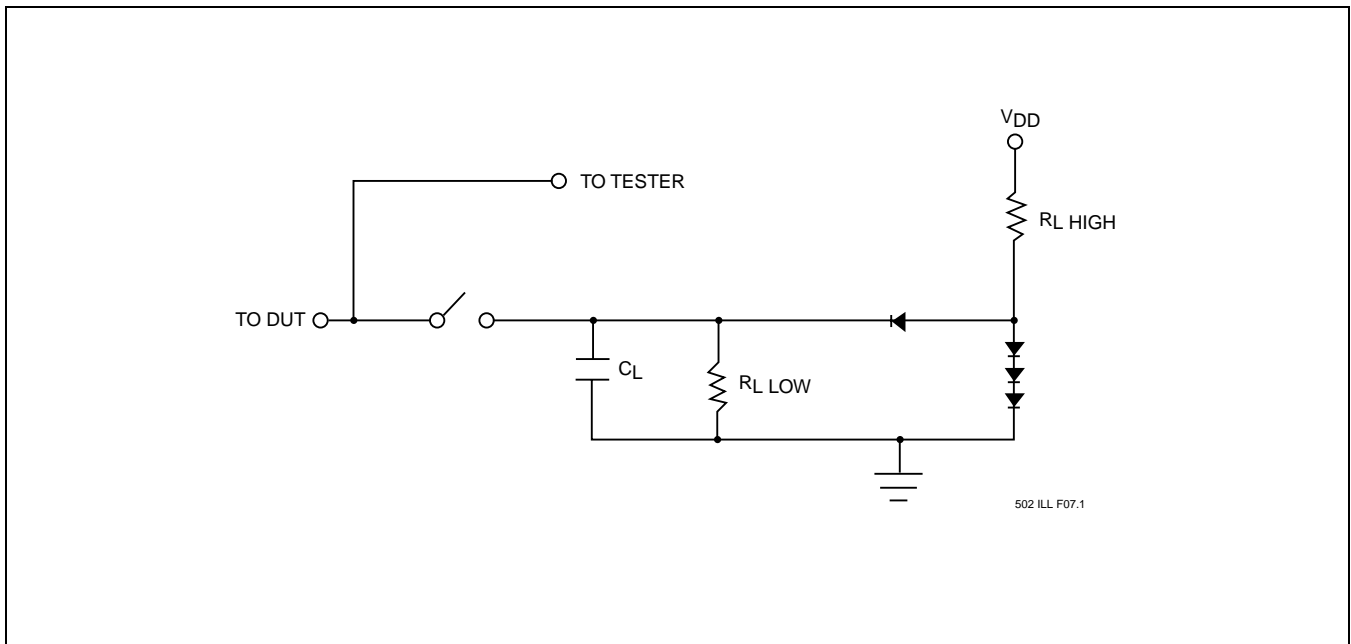 VDD
TO TESTER
RL HIGH
TO DUT
CL
RL LOW
502 ILL F07.1